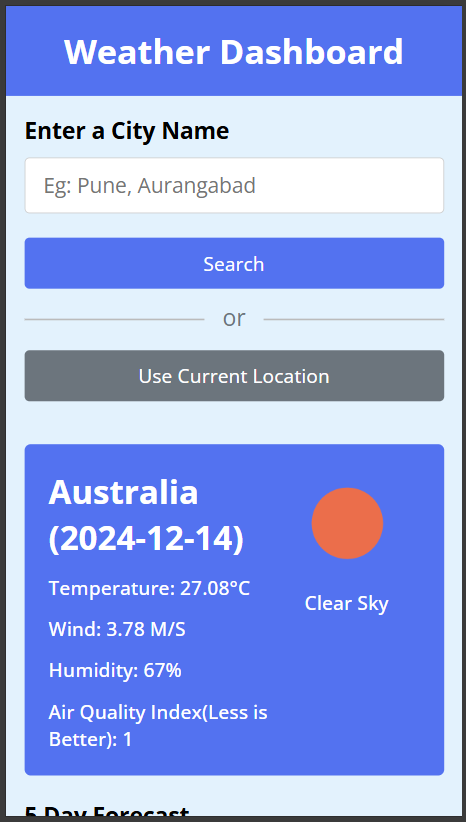 Weather Dashboard
Enter a City Name
Eg: Pune, Aurangabad
Search
or
Use Current Location
Australia
(2024-12-14)
Temperature: 27.08°C
Wind: 3.78 M/S
Humidity: 67%
Air Quality Index(Less is
Better): 1
Clear Sky
5 Day Forecast